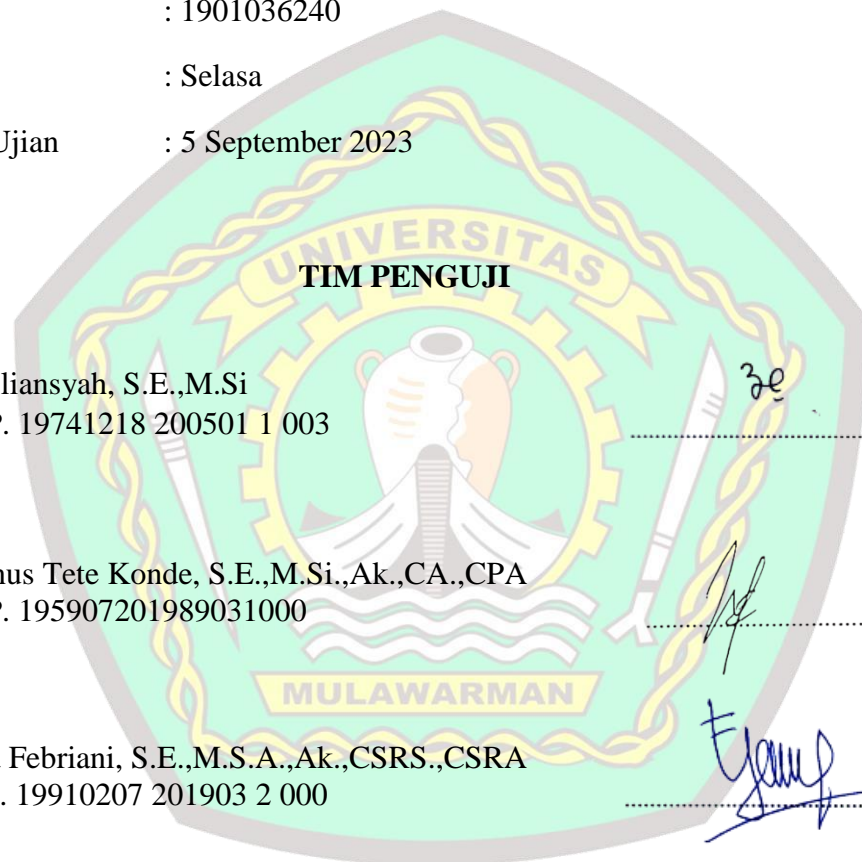 : 1901036240
: Selasa
Ujian : 5 September 2023
UNIVERSITAS
TIM PENGUJI
liansyah, S.E.,M.Si
. 19741218 200501 1 003
nus Tete Konde, S.E.,M.Si.,Ak.,CA.,CPA
. 195907201989031000
Febriani, S.E.,M.S.A.,Ak.,CSRS.,CSRA
. 19910207 201903 2 000
MULAWARMAN